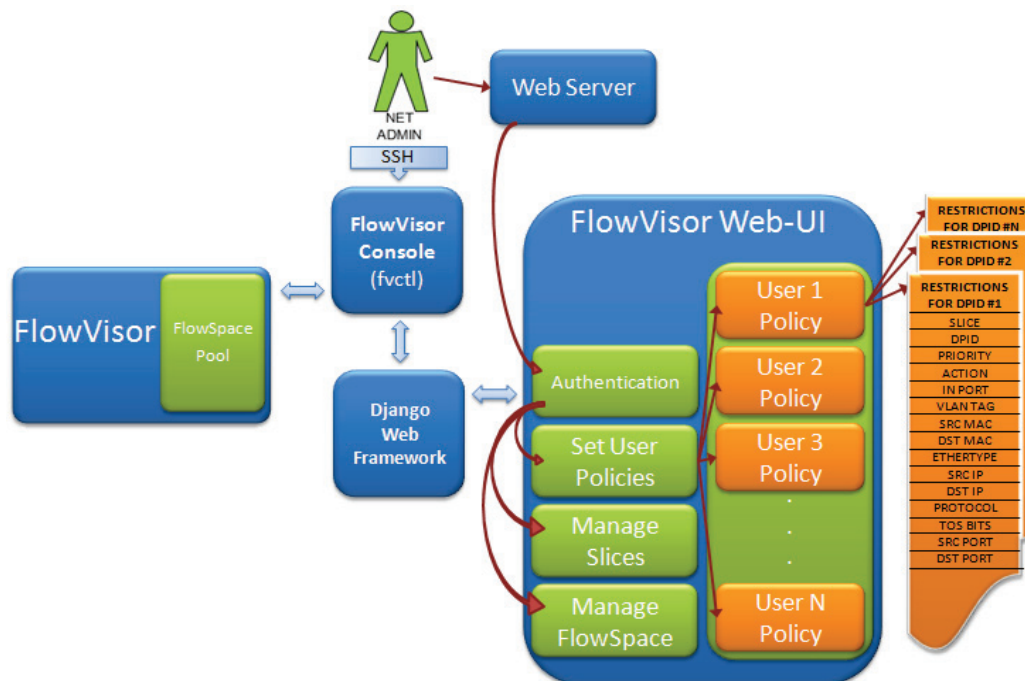 NET
ADMIN
SSH
Web Server
FlowVisor
Console
(fvctl)
FlowVisor
FlowSpace
Pool
Django
Web
Framework
FlowVisor Web-UI
Authentication
Set User
Policies
Manage
Slices
Manage
FlowSpace
User 1
Policy
User 2
Policy
User 3
Policy
.
.
.
User N
Policy
RESTRICTIONS
FOR DPID #N
RESTRICTIONS
FOR DPID #2
RESTRICTIONS
FOR DPID #1
SLICE
DPID
PRIORITY
ACTION
IN PORT
VLAN TAG
SRC MAC
DST MAC
ETHERTYPE
SRC IP
DST IP
PROTOCOL
TOS BITS
SRC PORT
DST PORT